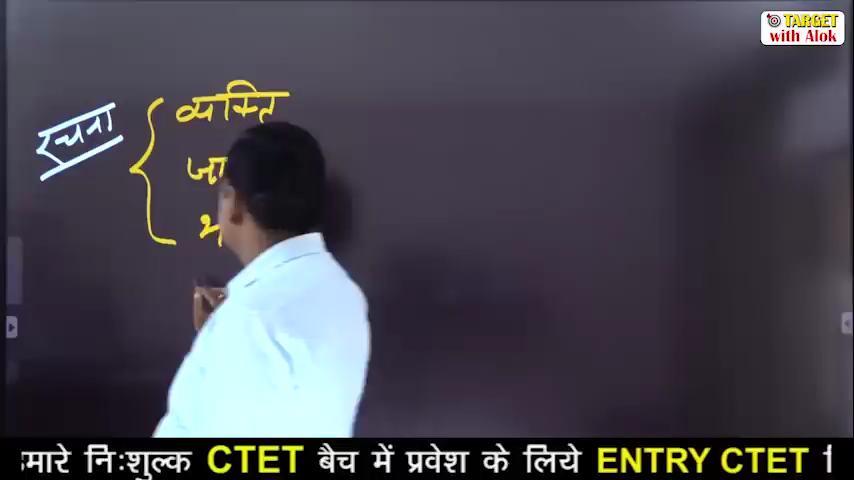 TARGET
with Alok
रचना
व्यक्ति
नि:शुल्क CTET बैच में प्रवेश के लिये ENTRY CTET